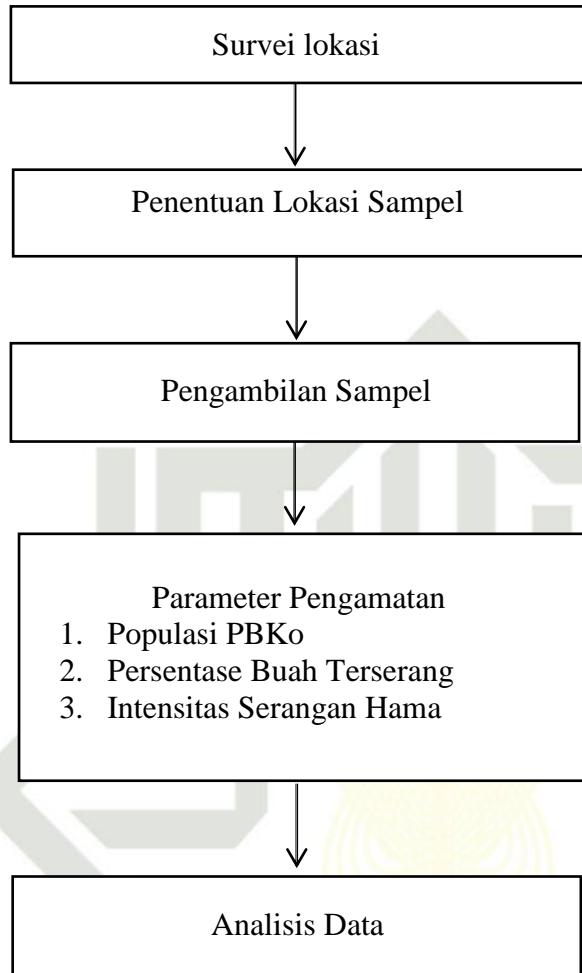 Survei lokasi
Penentuan Lokasi Sampel
Pengambilan Sampel
Parameter Pengamatan
1. Populasi PBKo
2. Persentase Buah Terserang
3. Intensitas Serangan Hama
Analisis Data